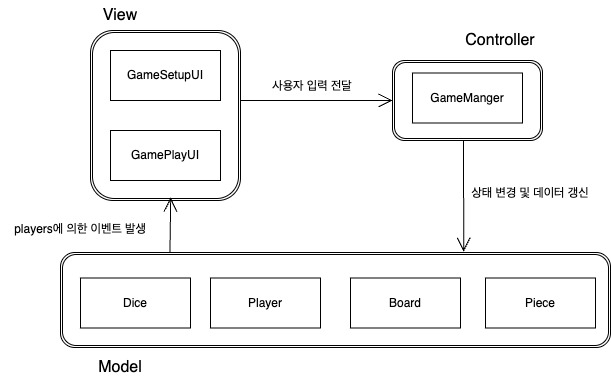 View
Controller
GameSetupUI
사용자 입력 전달
GameManger
GamePlayUI
상태 변경 및 데이터 갱신
players에 의한 이벤트 발생
Dice
Player
Board
Piece
Model